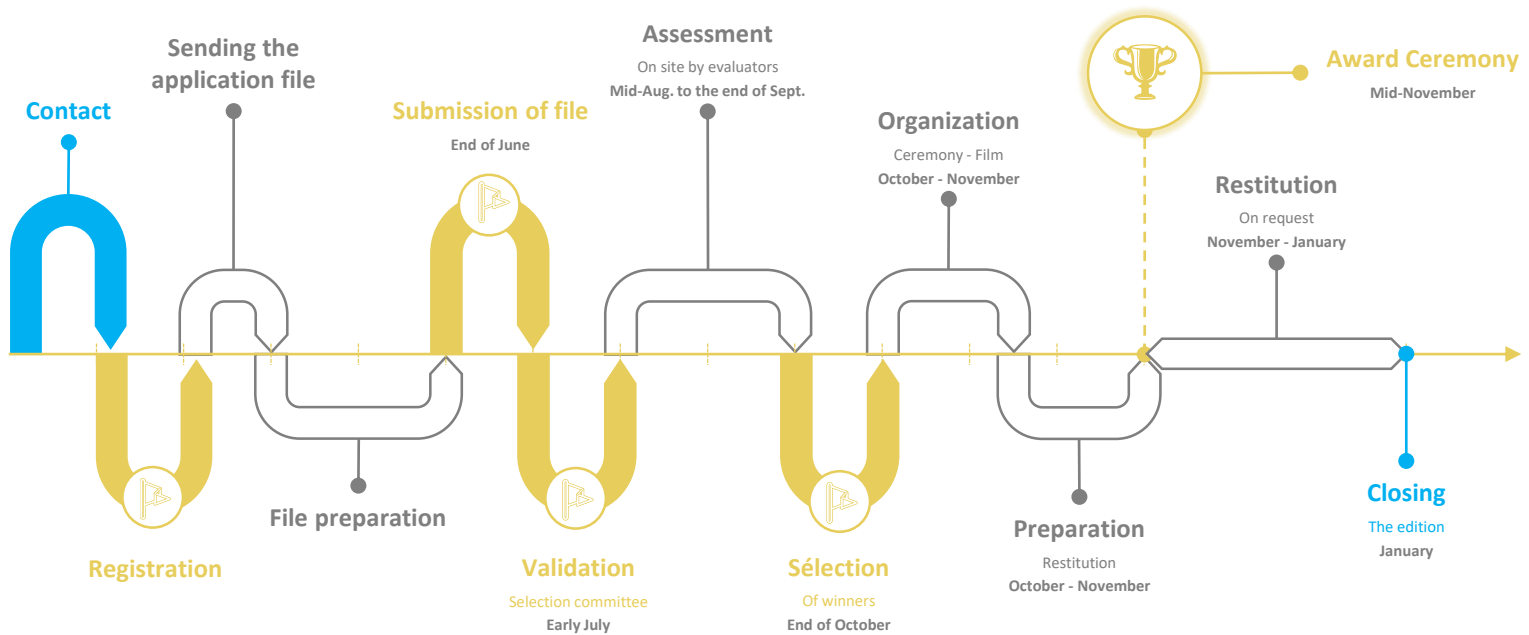 Contact
Registration
Sending the
application file
File preparation
Submission of file
End of June
Validation
Selection committee
Early July
Assessment
On site by evaluators
Mid-Aug. to the end of Sept.
Sélection
Of winners
End of October
Organization
Ceremony - Film
October - November
Preparation
Restitution
October - November
Award Ceremony
Mid-November
Restitution
On request
November - January
Closing
The edition
January